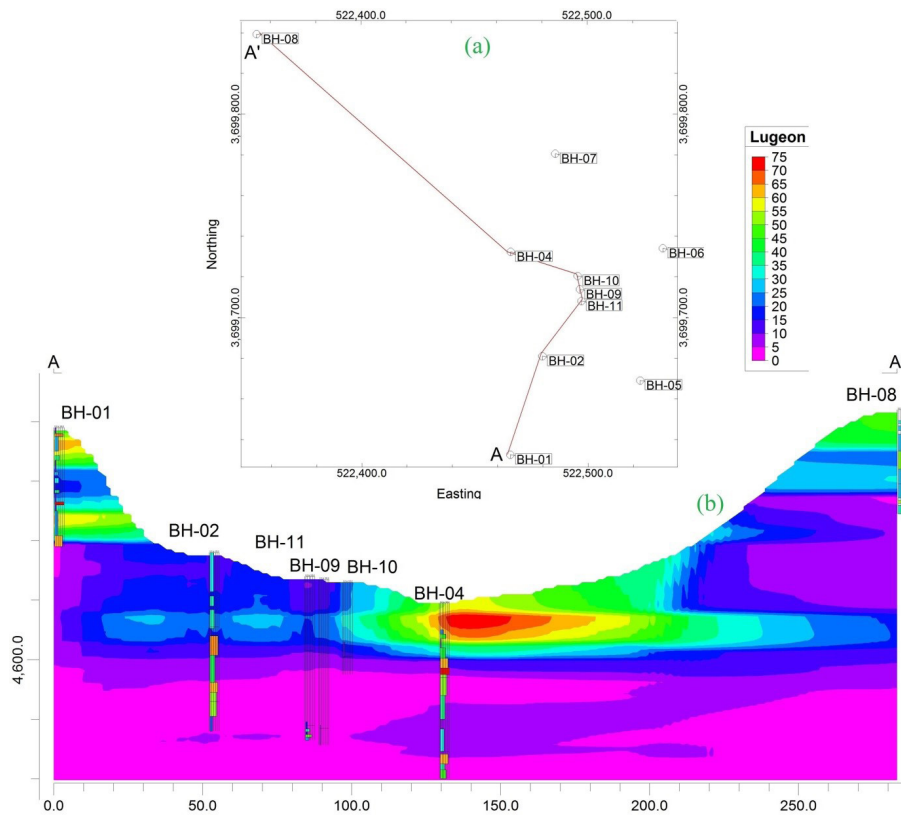 522,400.0 522,500.0
BH-08
A'
(a)
3,699,800.0 3,699,800.0
BH-07
Lugeon
75
70
65
60
55
50
45
40
35
30
25
20
15
10
5
0
Northing
BH-04
BH-06
BH-10
BH-09
BH-11
3,699,700.0 3,699,700.0
BH-02
BH-05
A
BH-01
522,400.0 522,500.0
Easting
A A
BH-01
BH-08
(b)
BH-02
BH-11
BH-09
BH-10
BH-04
4,600.0
0.0 50.0 100.0 150.0 200.0 250.0